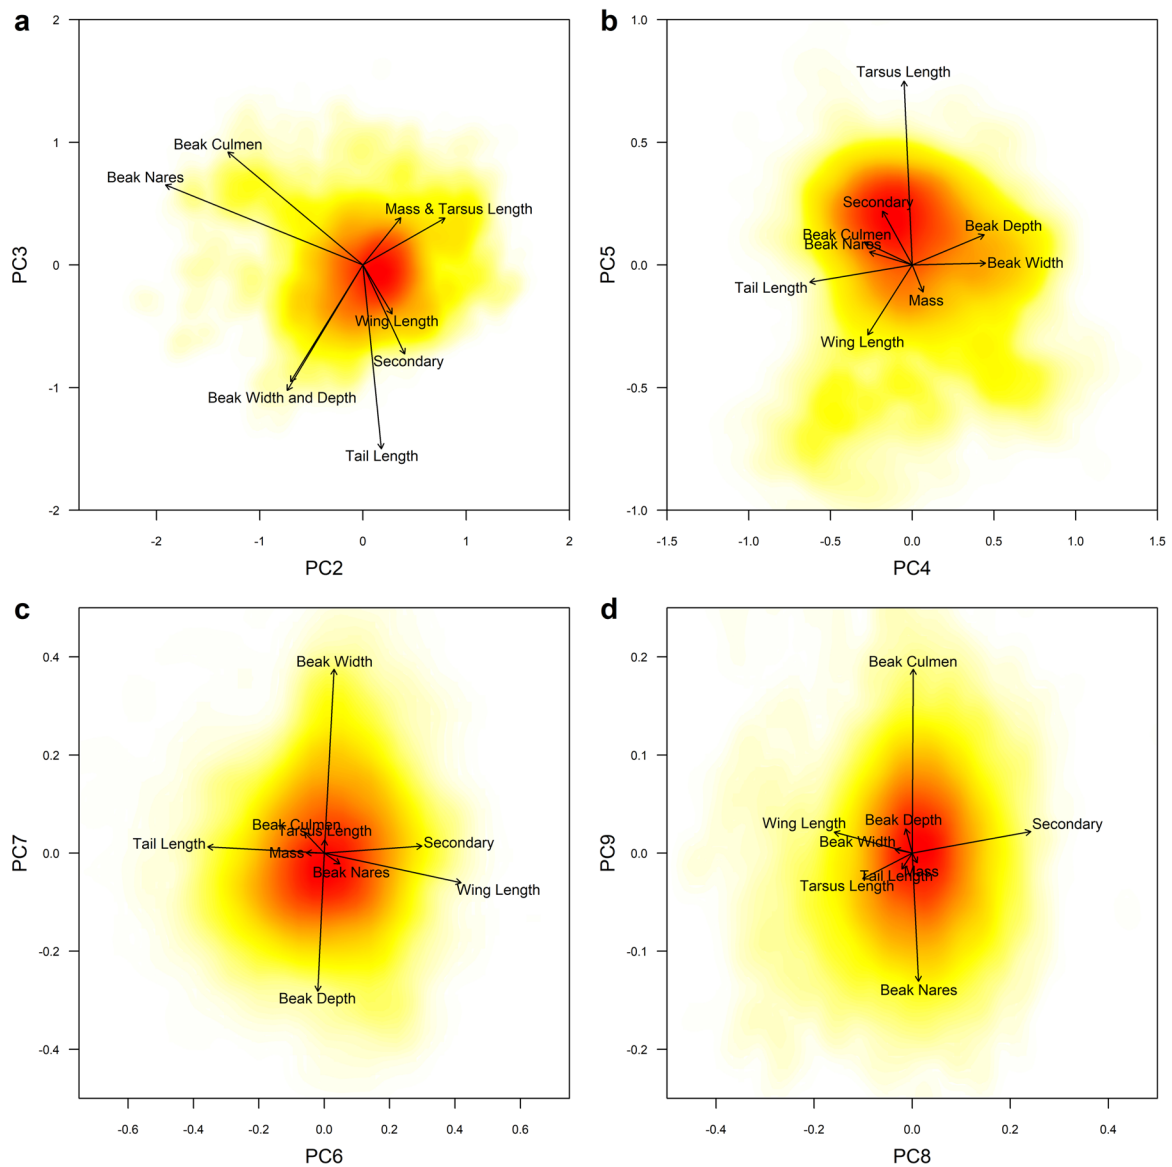 a
2
1
0
-1
-2
PC3
Beak Culmen
Beak Nares
Mass & Tarsus Length
Wing Length
Secondary
Beak Width and Depth
Tail Length
-2
-1
0
1
2
PC2
b
1.0
0.5
0.0
-0.5
-1.0
PC5
Tarsus Length
Secondary
Beak Depth
Beak Culmen
Beak Nares
Beak Width
Tail Length
Mass
Wing Length
-1.5
-1.0
-0.5
0.0
0.5
1.0
1.5
PC4
c
0.4
0.2
0.0
-0.2
-0.4
PC7
Beak Width
Beak Culmen
Tarsus Length
Tail Length
Secondary
Mass
Beak Nares
Wing Length
Beak Depth
-0.6
-0.4
-0.2
0.0
0.2
0.4
0.6
PC6
d
0.2
0.1
0.0
-0.1
-0.2
PC9
Beak Culmen
Wing Length
Beak Depth
Secondary
Beak Width
Mass
Tail Length
Tarsus Length
Beak Nares
-0.4
-0.2
0.0
0.2
0.4
PC8